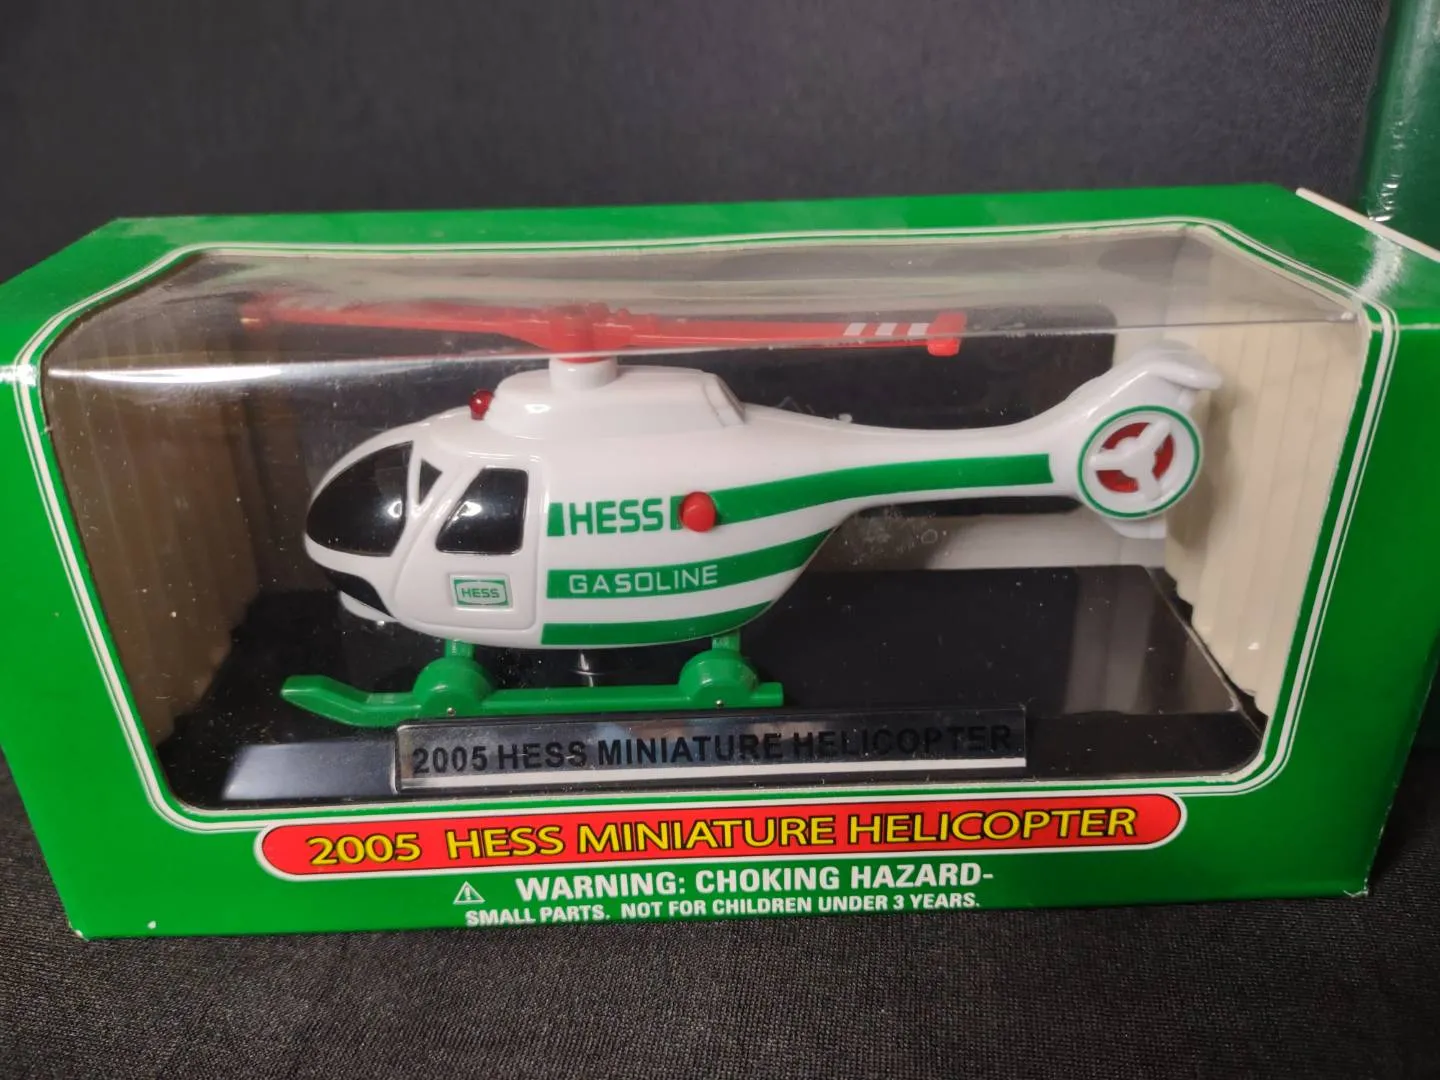 HESS
GASOLINE
HESS
2005 HESS MINIATURE HELICOPTER
2005 HESS MINIATURE HELICOPTER
⚠ WARNING: CHOKING HAZARD-
SMALL PARTS. NOT FOR CHILDREN UNDER 3 YEARS.